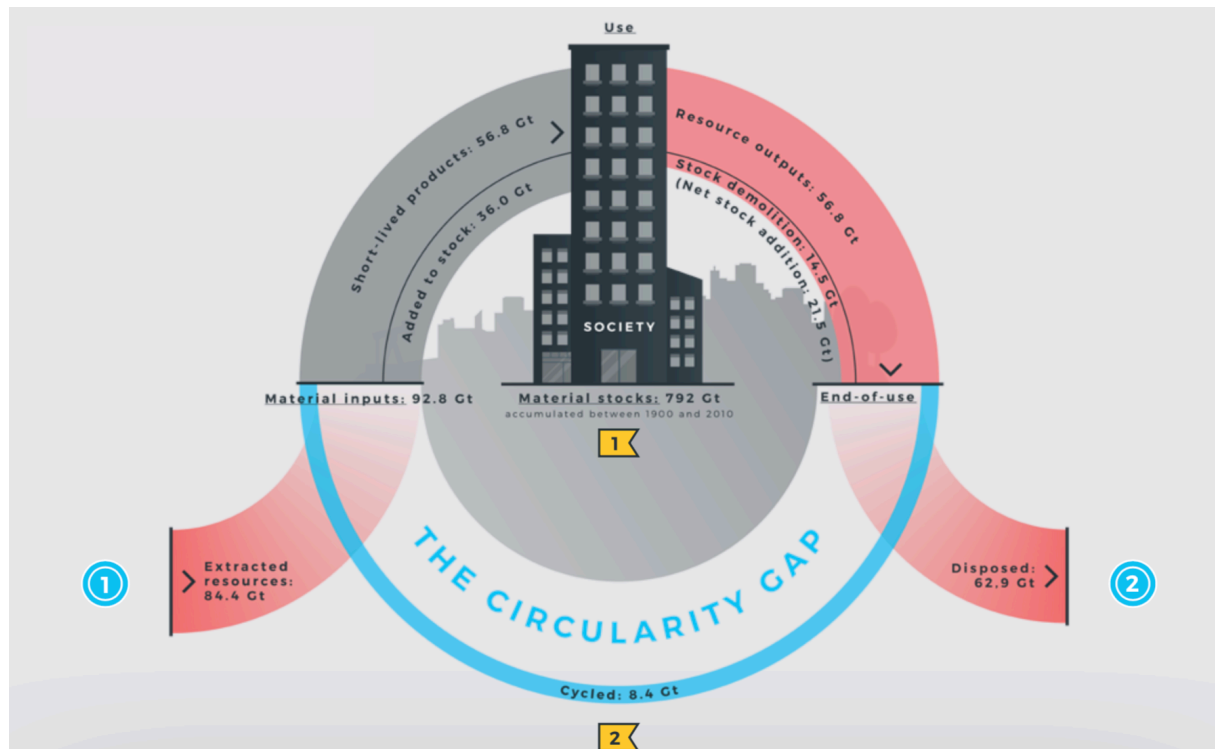 Use
Short-lived products: 56.8 Gt
Added to stock: 36.0 Gt
Resource outputs: 56.8 Gt
Stock demolition: 14.5 Gt
(Net stock addition: 21.5 Gt)
SOCIETY
Material inputs: 92.8 Gt
Material stocks: 792 Gt
accumulated between 1900 and 2010
End-of-use
1
THE CIRCULARITY GAP
1
Extracted
resources:
84.4 Gt
Disposed:
62.9 Gt
2
Cycled: 8.4 Gt
2